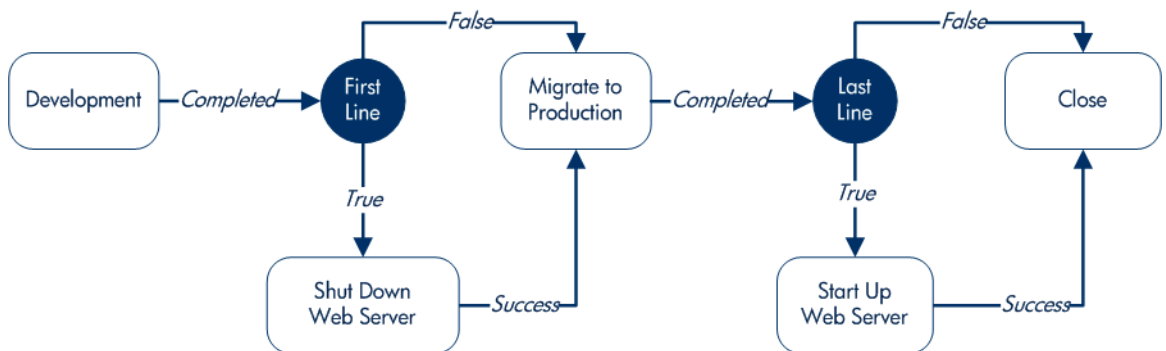 False
False
Development
Completed
First
Line
Migrate to
Production
Completed
Last
Line
Close
True
True
Shut Down
Web Server
Success
Start Up
Web Server
Success